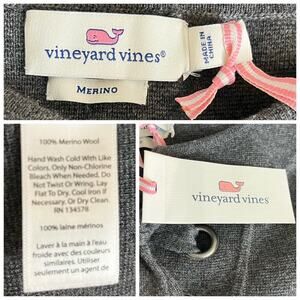 vineyard vines®
MERINO
MADE IN
CHINA
100% Merino Wool
Hand Wash Cold With Like
Colors, Only Non-Chlorine
Bleach When Needed. Do
Not Twist or Wring. Lay
Flat To Dry. Cool Iron if
Necessary, Or Dry Clean.
RN 134578
100% laine mérinos
Laver à la main à l'eau
froide avec des couleurs
similaires. Utiliser
seulement un agent de
vineyard vines®